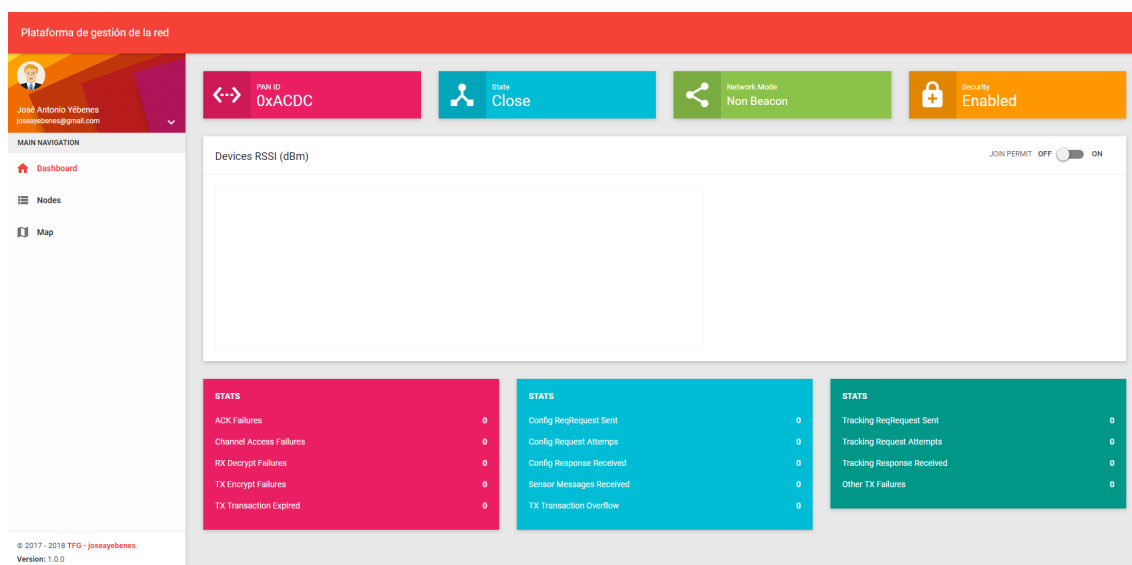 Plataforma de gestión de la red
José Antonio Yébenes
joseayebenes@gmail.com
MAIN NAVIGATION
Dashboard
Nodes
Map
© 2017 - 2018 TFG - joseayebenes.
Version: 1.0.0
PAN ID
0xACDC
State
Close
Network Mode
Non Beacon
Security
Enabled
Devices RSSI (dBm)
JOIN PERMIT OFF ON
STATS
ACK Failures 0
Channel Access Failures 0
RX Decrypt Failures 0
TX Encrypt Failures 0
TX Transaction Expired 0
STATS
Config ReqRequest Sent 0
Config Request Attemps 0
Config Response Received 0
Sensor Messages Received 0
TX Transaction Overflow 0
STATS
Tracking ReqRequest Sent 0
Tracking Request Attempts 0
Tracking Response Received 0
Other TX Failures 0